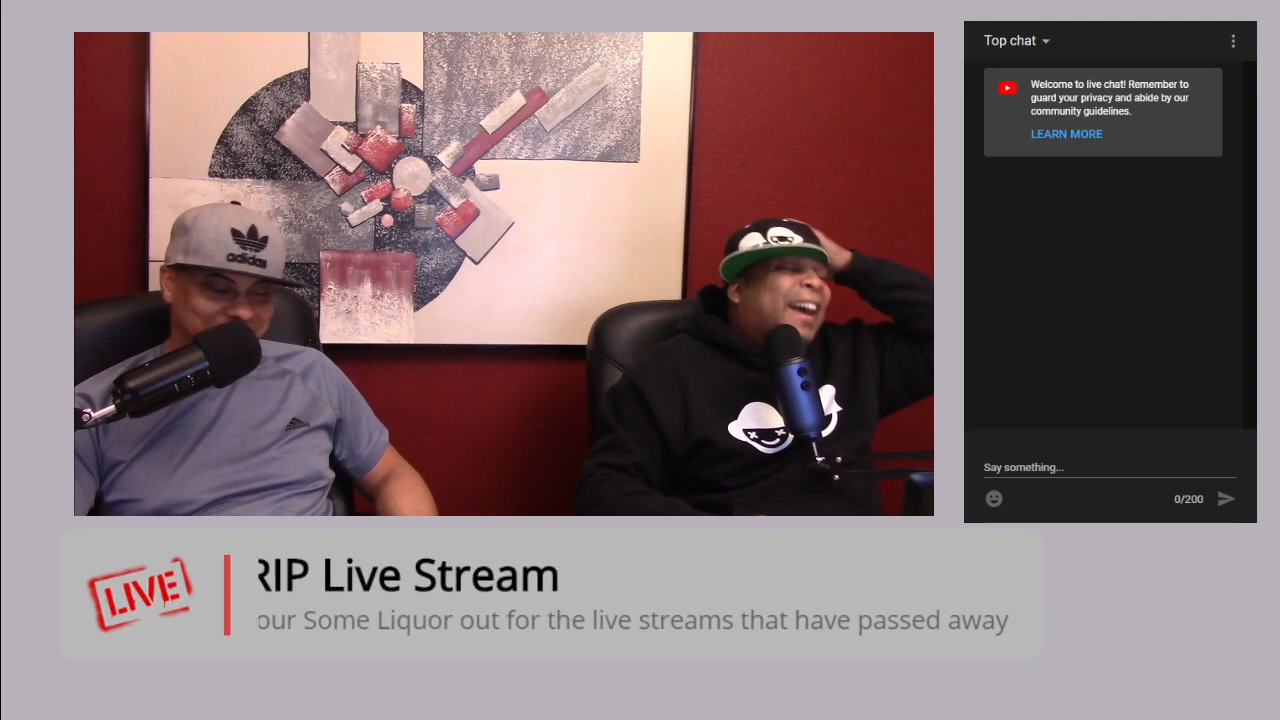 Top chat
Welcome to live chat! Remember to
guard your privacy and abide by our
community guidelines.
LEARN MORE
adidas
Say something...
0/200
LIVE
RIP Live Stream
our Some Liquor out for the live streams that have passed away